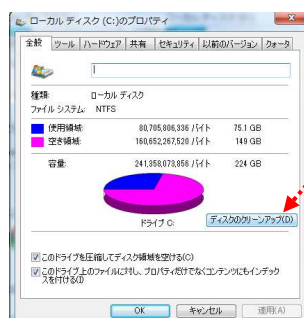 ローカル ディスク (C:)のプロパティ
全般 ツール ハードウェア 共有 セキュリティ 以前のバージョン クォータ
種類: ローカル ディスク
ファイル システム: NTFS
使用領域: 80,705,806,336 バイト 75.1 GB
空き領域: 160,652,267,520 バイト 149 GB
容量: 241,358,073,856 バイト 224 GB
ドライブ C:
ディスクのクリーンアップ(D)
このドライブを圧縮してディスク領域を空ける(C)
このドライブ上のファイルに対し、プロパティだけでなくコンテンツにもインデック
スを付ける(I)
OK キャンセル 適用(A)